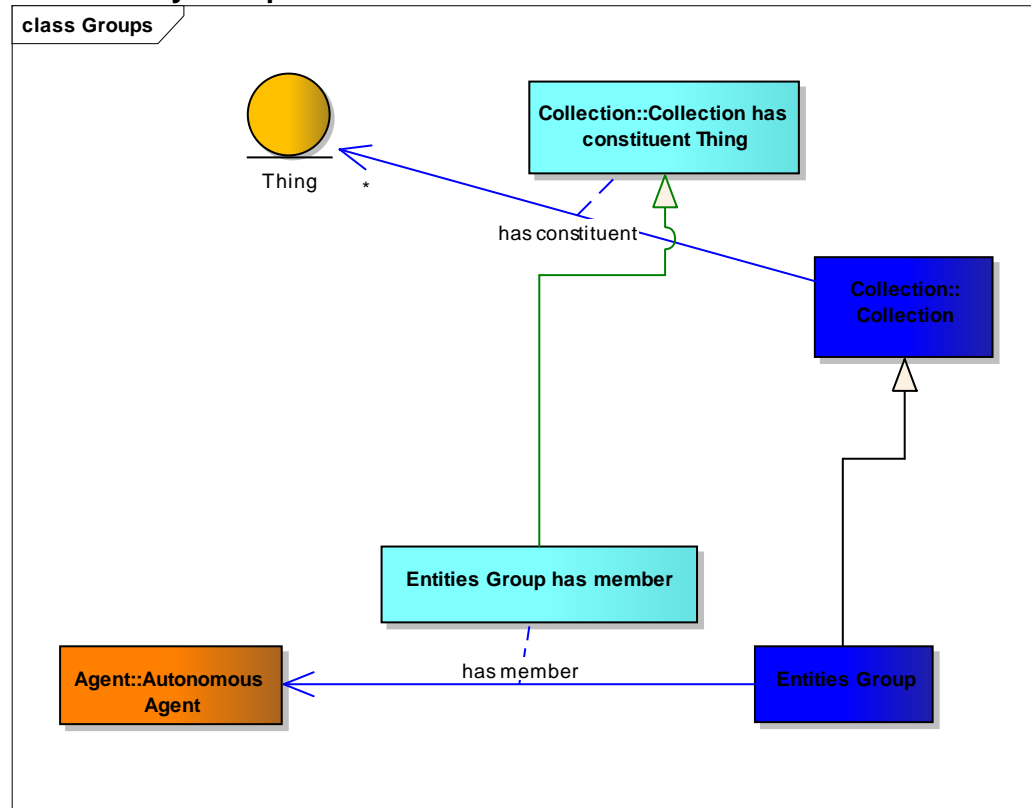 class Groups
Collection::Collection has
constituent Thing
Thing
*
has constituent
Collection::
Collection
Entities Group has member
Agent::Autonomous
Agent
has member
Entities Group